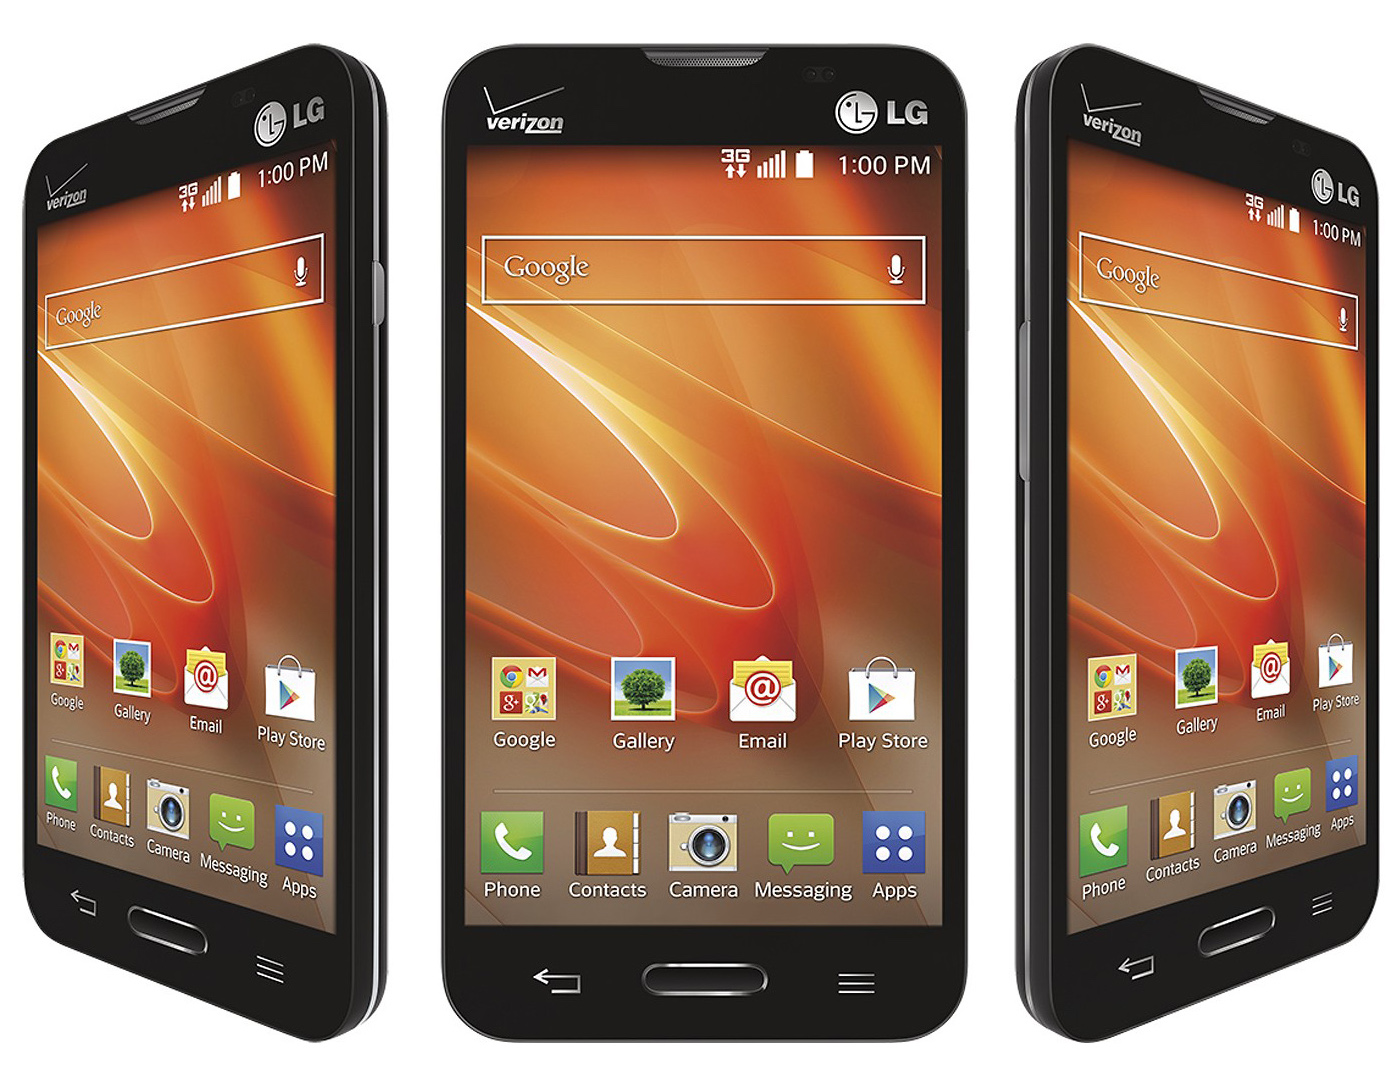 verizon
LG
3G 1:00 PM
Google
g+
Google
Gallery
Email
Play Store
Phone
Contacts
Camera
Messaging
Apps
verizon
LG
3G 1:00 PM
Google
g+
@
Google
Gallery
Email
Play Store
Phone
Contacts
Camera
Messaging
Apps
verizon
LG
3G 1:00 PM
Google
g+
@
Google
Gallery
Email
Play Store
Phone
Contacts
Camera
Messaging
Apps